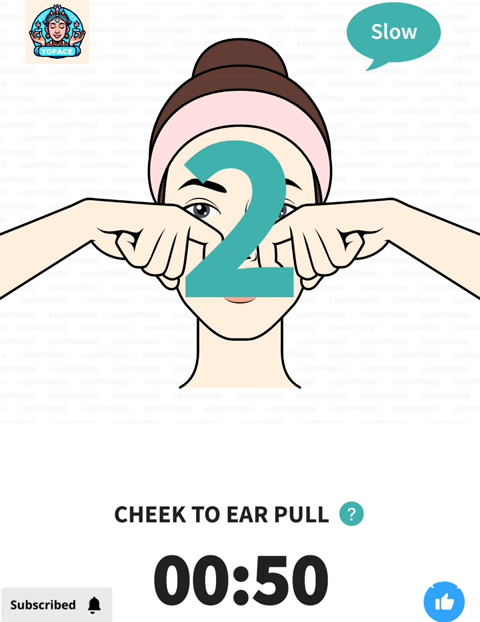 YOFACE
Slow
2
CHEEK TO EAR PULL ?
00:50
Subscribed